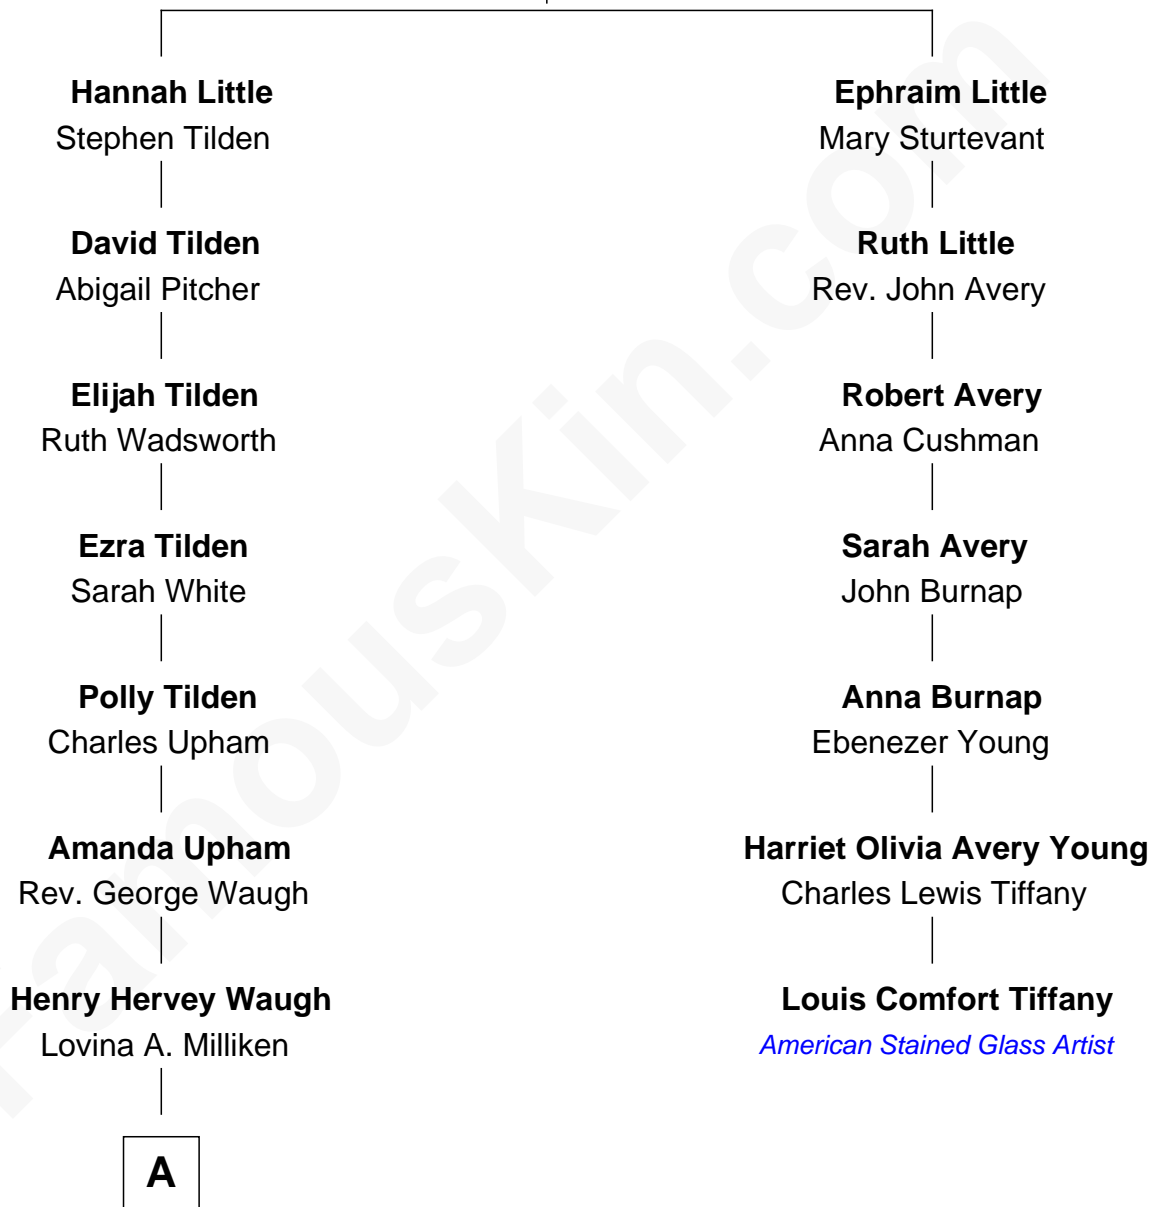 Hannah Little
Stephen Tilden
David Tilden
Abigail Pitcher
Elijah Tilden
Ruth Wadsworth
Ezra Tilden
Sarah White
Polly Tilden
Charles Upham
Amanda Upham
Rev. George Waugh
Henry Hervey Waugh
Lovina A. Milliken
A
Ephraim Little
Mary Sturtevant
Ruth Little
Rev. John Avery
Robert Avery
Anna Cushman
Sarah Avery
John Burnap
Anna Burnap
Ebenezer Young
Harriet Olivia Avery Young
Charles Lewis Tiffany
Louis Comfort Tiffany
American Stained Glass Artist
FamousKin.com